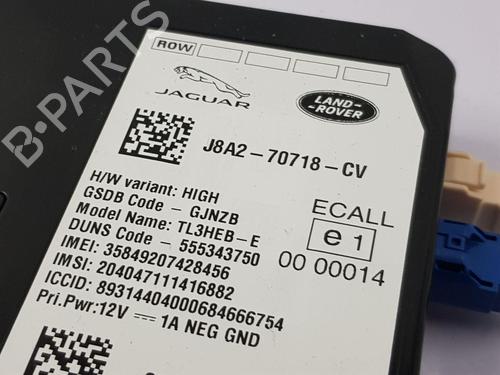 ROW
JAGUAR
LAND-
-ROVER
J8A2-70718-CV
H/W variant: HIGH
GSDB Code - GJNZB
Model Name: TL3HEB-E
DUNS Code - 555343750
IMEI: 35849207428456
IMSI: 204047111416882
ICCID: 89314404000684666754
Pri.Pwr:12V ⎓ 1A NEG GND
ECALL
e1
00 00014
B-PARTS